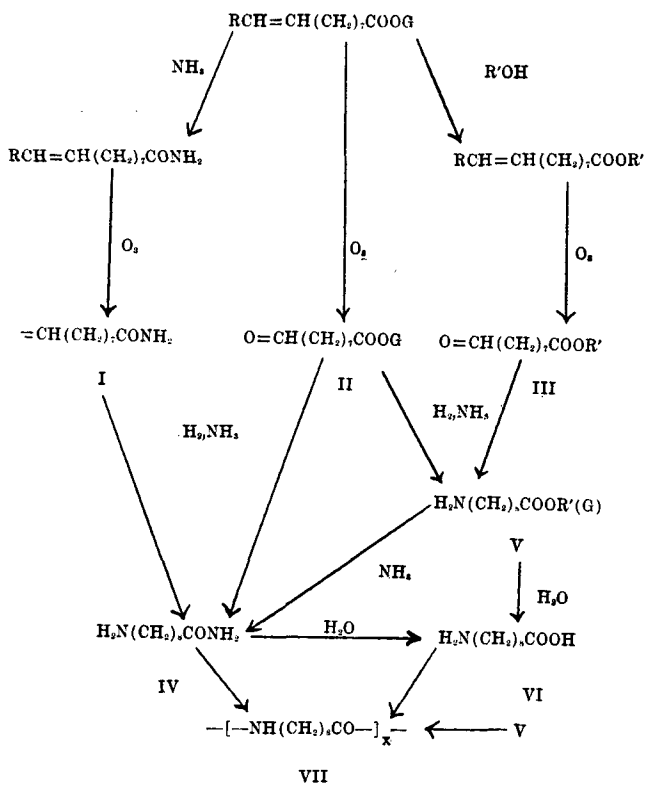 RCH=CH(CH₂)₇COOG
NH₃ R'OH
RCH=CH(CH₂)₇CONH₂ RCH=CH(CH₂)₇COOR'
O₃ O₃ O₃
=CH(CH₂)₇CONH₂ O=CH(CH₂)₇COOG O=CH(CH₂)₇COOR'
I II III
H₂,NH₃ H₂,NH₃
H₂N(CH₂)₈COOR'(G)
V
NH₃ H₂O
H₂N(CH₂)₈CONH₂ H₂O H₂N(CH₂)₈COOH
IV VI
—[—NH(CH₂)₈CO—]ₓ— V
VII